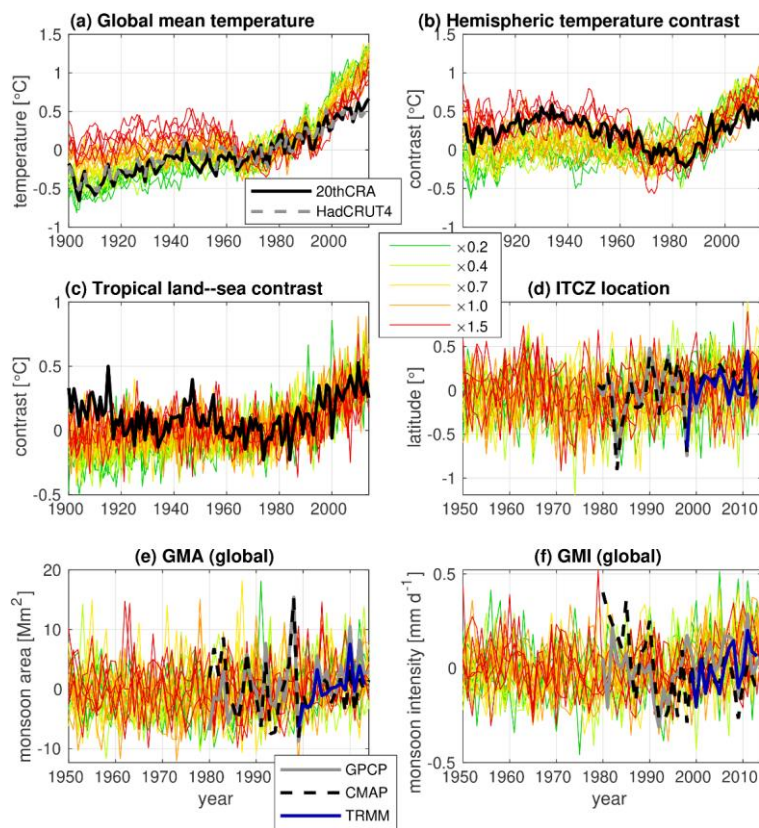 (a) Global mean temperature
1.5
1
0.5
0
-0.5
-1
temperature [°C]
1900 1920 1940 1960 1980 2000
20thCRA
HadCRUT4
(b) Hemispheric temperature contrast
1.5
1
0.5
0
-0.5
-1
contrast [°C]
1900 1920 1940 1960 1980 2000
×0.2
×0.4
×0.7
×1.0
×1.5
(c) Tropical land--sea contrast
1
0.5
0
-0.5
contrast [°C]
1900 1920 1940 1960 1980 2000
(d) ITCZ location
1
0.5
0
-0.5
-1
latitude [°]
1950 1960 1970 1980 1990 2000 2010
(e) GMA (global)
20
10
0
-10
monsoon area [Mm²]
1950 1960 1970 1980 1990
year
GPCP
CMAP
TRMM
(f) GMI (global)
0.5
0
-0.5
monsoon intensity [mm d⁻¹]
1950 1960 1970 1980 1990 2000 2010
year